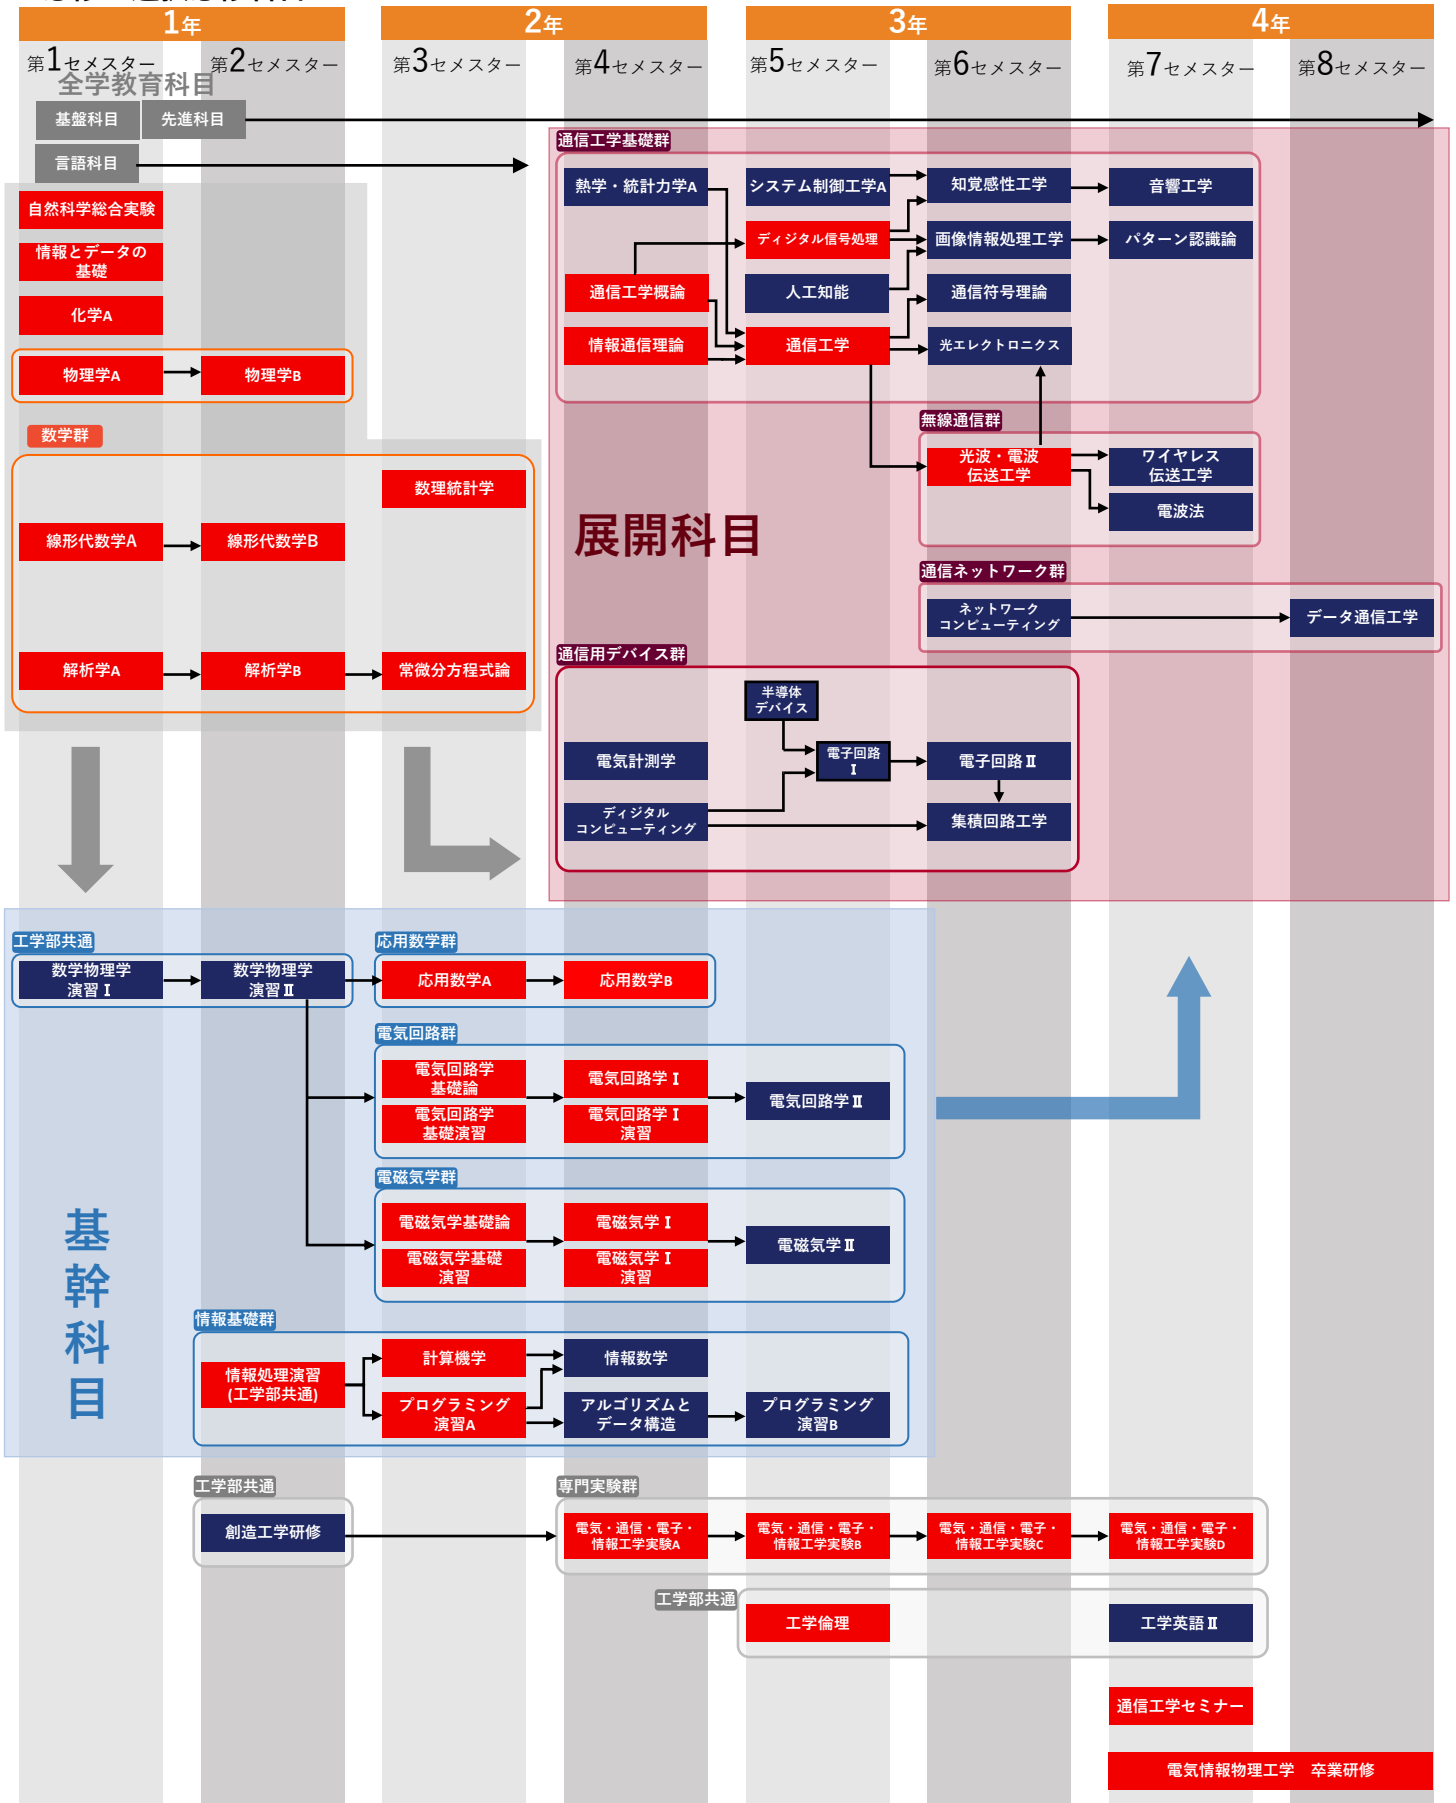 1年
2年
3年
4年
第1セメスター
第2セメスター
第3セメスター
第4セメスター
第5セメスター
第6セメスター
第7セメスター
第8セメスター
全学教育科目
基盤科目
先進科目
言語科目
自然科学総合実験
情報とデータの
基礎
化学A
物理学A
物理学B
数学群
数理統計学
線形代数学A
線形代数学B
解析学A
解析学B
常微分方程式論
通信工学基礎群
熱学・統計力学A
システム制御工学A
知覚感性工学
音響工学
ディジタル信号処理
画像情報処理工学
パターン認識論
通信工学概論
人工知能
通信符号理論
情報通信理論
通信工学
光エレクトロニクス
無線通信群
光波・電波
伝送工学
ワイヤレス
伝送工学
電波法
展開科目
通信ネットワーク群
ネットワーク
コンピューティング
データ通信工学
通信用デバイス群
半導体
デバイス
電気計測学
電子回路
Ⅰ
電子回路Ⅱ
ディジタル
コンピューティング
集積回路工学
工学部共通
数学物理学
演習Ⅰ
数学物理学
演習Ⅱ
応用数学群
応用数学A
応用数学B
電気回路群
電気回路学
基礎論
電気回路学Ⅰ
電気回路学Ⅱ
電気回路学
基礎演習
電気回路学Ⅰ
演習
電磁気学群
電磁気学基礎論
電磁気学Ⅰ
電磁気学Ⅱ
電磁気学基礎
演習
電磁気学Ⅰ
演習
基
幹
科
目
情報基礎群
情報処理演習
(工学部共通)
計算機学
情報数学
プログラミング
演習A
アルゴリズムと
データ構造
プログラミング
演習B
工学部共通
創造工学研修
専門実験群
電気・通信・電子・
情報工学実験A
電気・通信・電子・
情報工学実験B
電気・通信・電子・
情報工学実験C
電気・通信・電子・
情報工学実験D
工学部共通
工学倫理
工学英語Ⅱ
通信工学セミナー
電気情報物理工学　卒業研修